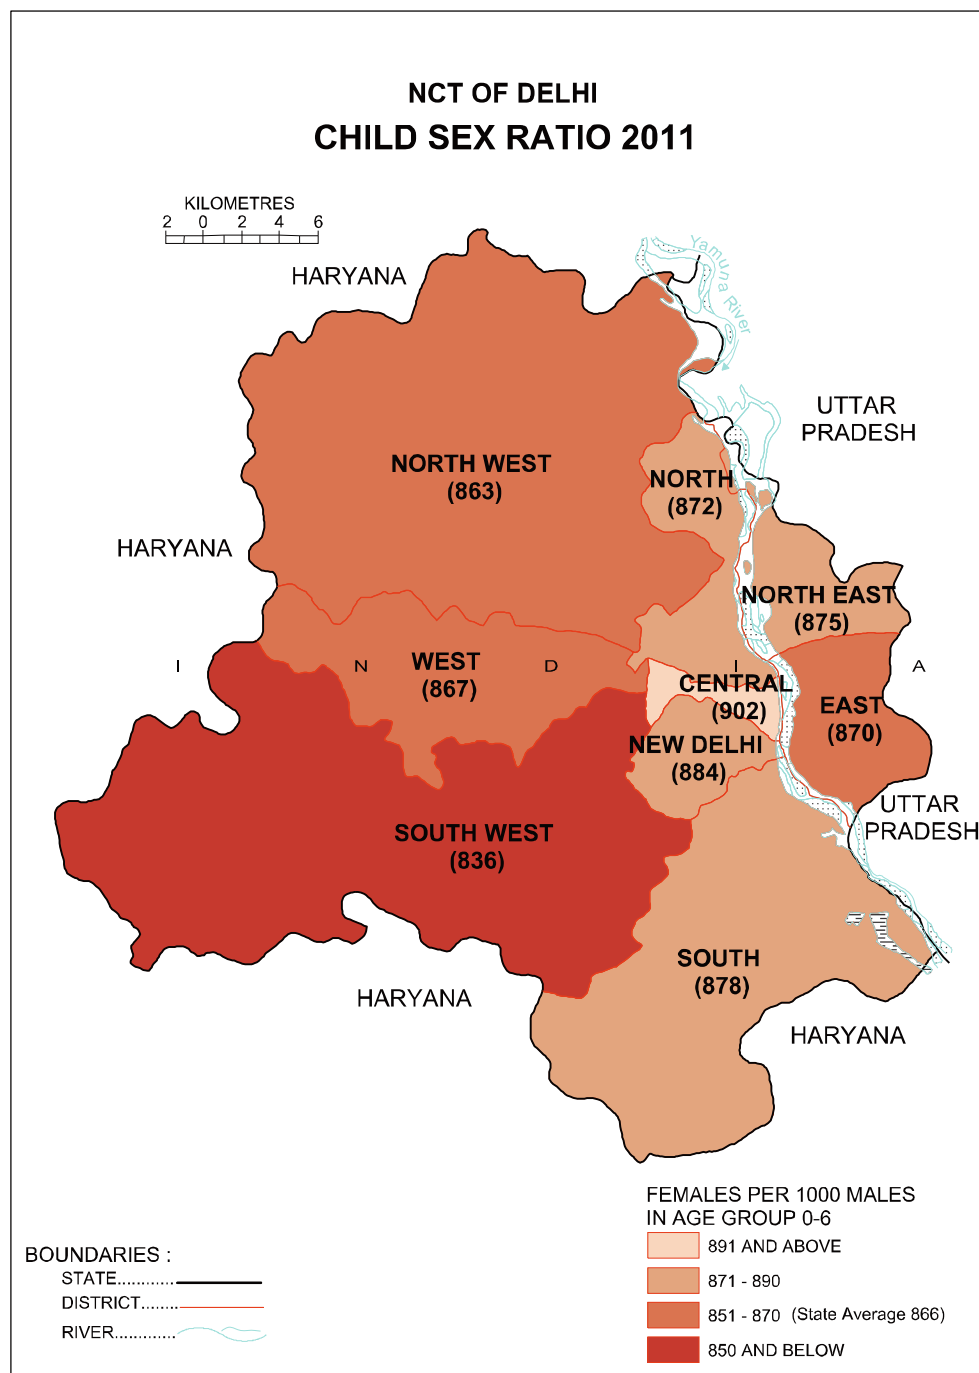 NCT OF DELHI
CHILD SEX RATIO 2011
KILOMETRES
2 0 2 4 6
Yamuna River
HARYANA
UTTAR
PRADESH
NORTH WEST
(863)
NORTH
(872)
HARYANA
NORTH EAST
(875)
WEST
(867)
I N D I A
CENTRAL
(902)
EAST
(870)
NEW DELHI
(884)
SOUTH WEST
(836)
UTTAR
PRADESH
SOUTH
(878)
HARYANA
HARYANA
FEMALES PER 1000 MALES
IN AGE GROUP 0-6
891 AND ABOVE
871 - 890
851 - 870 (State Average 866)
850 AND BELOW
BOUNDARIES :
STATE............
DISTRICT........
RIVER.............